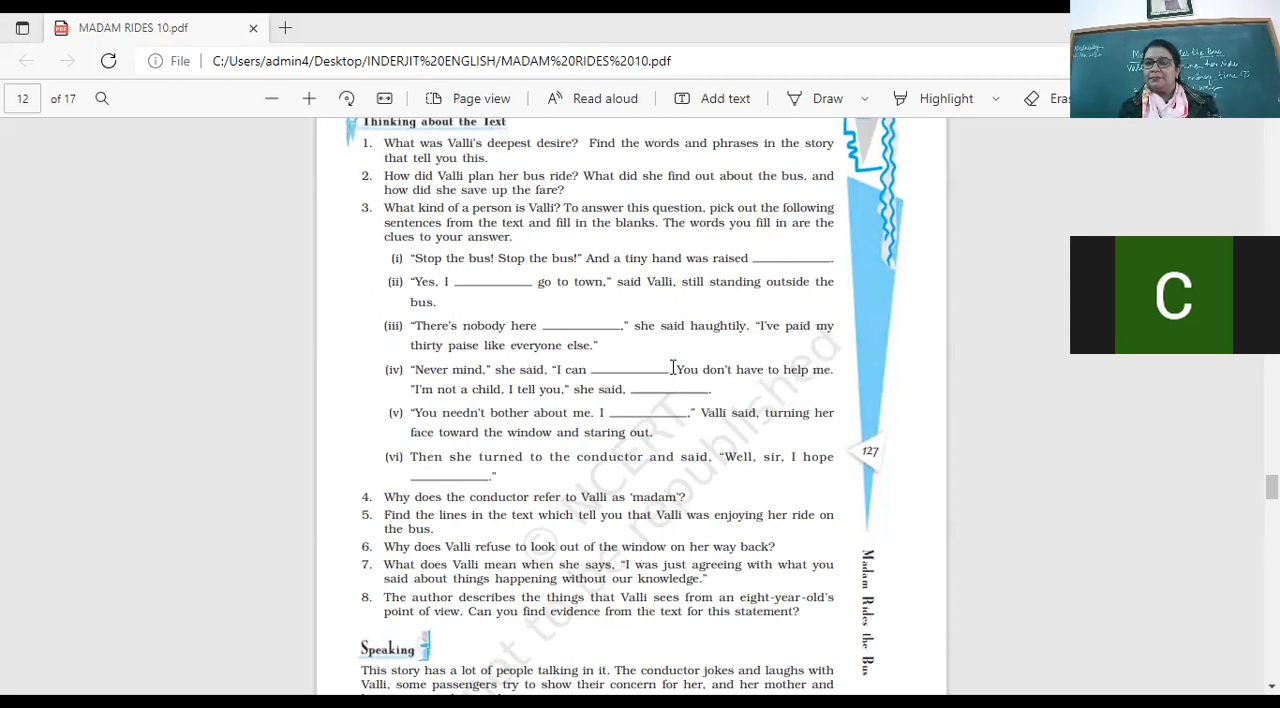 MADAM RIDES 10.pdf
File C:/Users/admin4/Desktop/INDERJIT%20ENGLISH/MADAM%20RIDES%2010.pdf
12 of 17 Page view Read aloud Add text Draw Highlight Eras
Thinking about the Text
1. What was Valli's deepest desire? Find the words and phrases in the story
that tell you this.
2. How did Valli plan her bus ride? What did she find out about the bus, and
how did she save up the fare?
3. What kind of a person is Valli? To answer this question, pick out the following
sentences from the text and fill in the blanks. The words you fill in are the
clues to your answer.
(i) “Stop the bus! Stop the bus!” And a tiny hand was raised ____________.
(ii) “Yes, I ____________ go to town,” said Valli, still standing outside the
bus.
(iii) “There's nobody here ____________,” she said haughtily. “I've paid my
thirty paise like everyone else.”
(iv) “Never mind,” she said, “I can ____________. You don't have to help me.
"I'm not a child, I tell you,” she said, ____________.
(v) “You needn't bother about me. I ____________,” Valli said, turning her
face toward the window and staring out.
(vi) Then she turned to the conductor and said, “Well, sir, I hope
____________.”
4. Why does the conductor refer to Valli as ‘madam’?
5. Find the lines in the text which tell you that Valli was enjoying her ride on
the bus.
6. Why does Valli refuse to look out of the window on her way back?
7. What does Valli mean when she says, “I was just agreeing with what you
said about things happening without our knowledge.”
8. The author describes the things that Valli sees from an eight-year-old's
point of view. Can you find evidence from the text for this statement?
Speaking
This story has a lot of people talking in it. The conductor jokes and laughs with
Valli, some passengers try to show their concern for her, and her mother and
127
Madam Rides the Bus
© NCERT
not to be republished
C